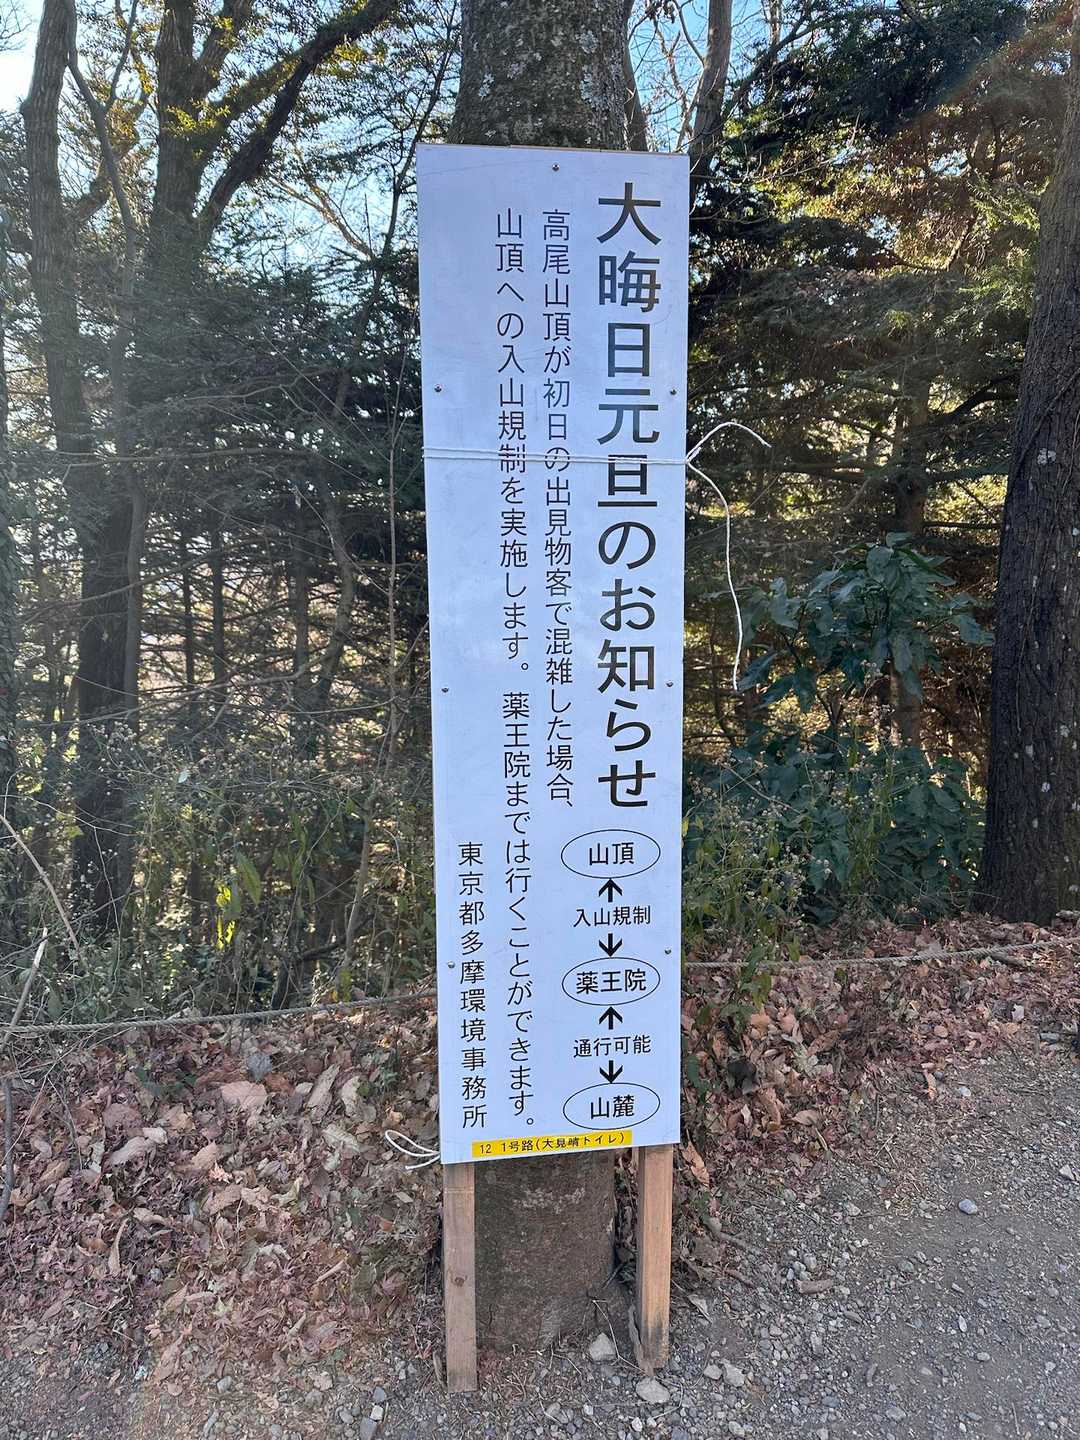 大晦日元旦のお知らせ
高尾山頂が初日の出見物客で混雑した場合、
山頂への入山規制を実施します。薬王院までは行くことができます。
東京都多摩環境事務所
山頂
入山規制
薬王院
通行可能
山麓
12 1号路(大見晴トイレ)